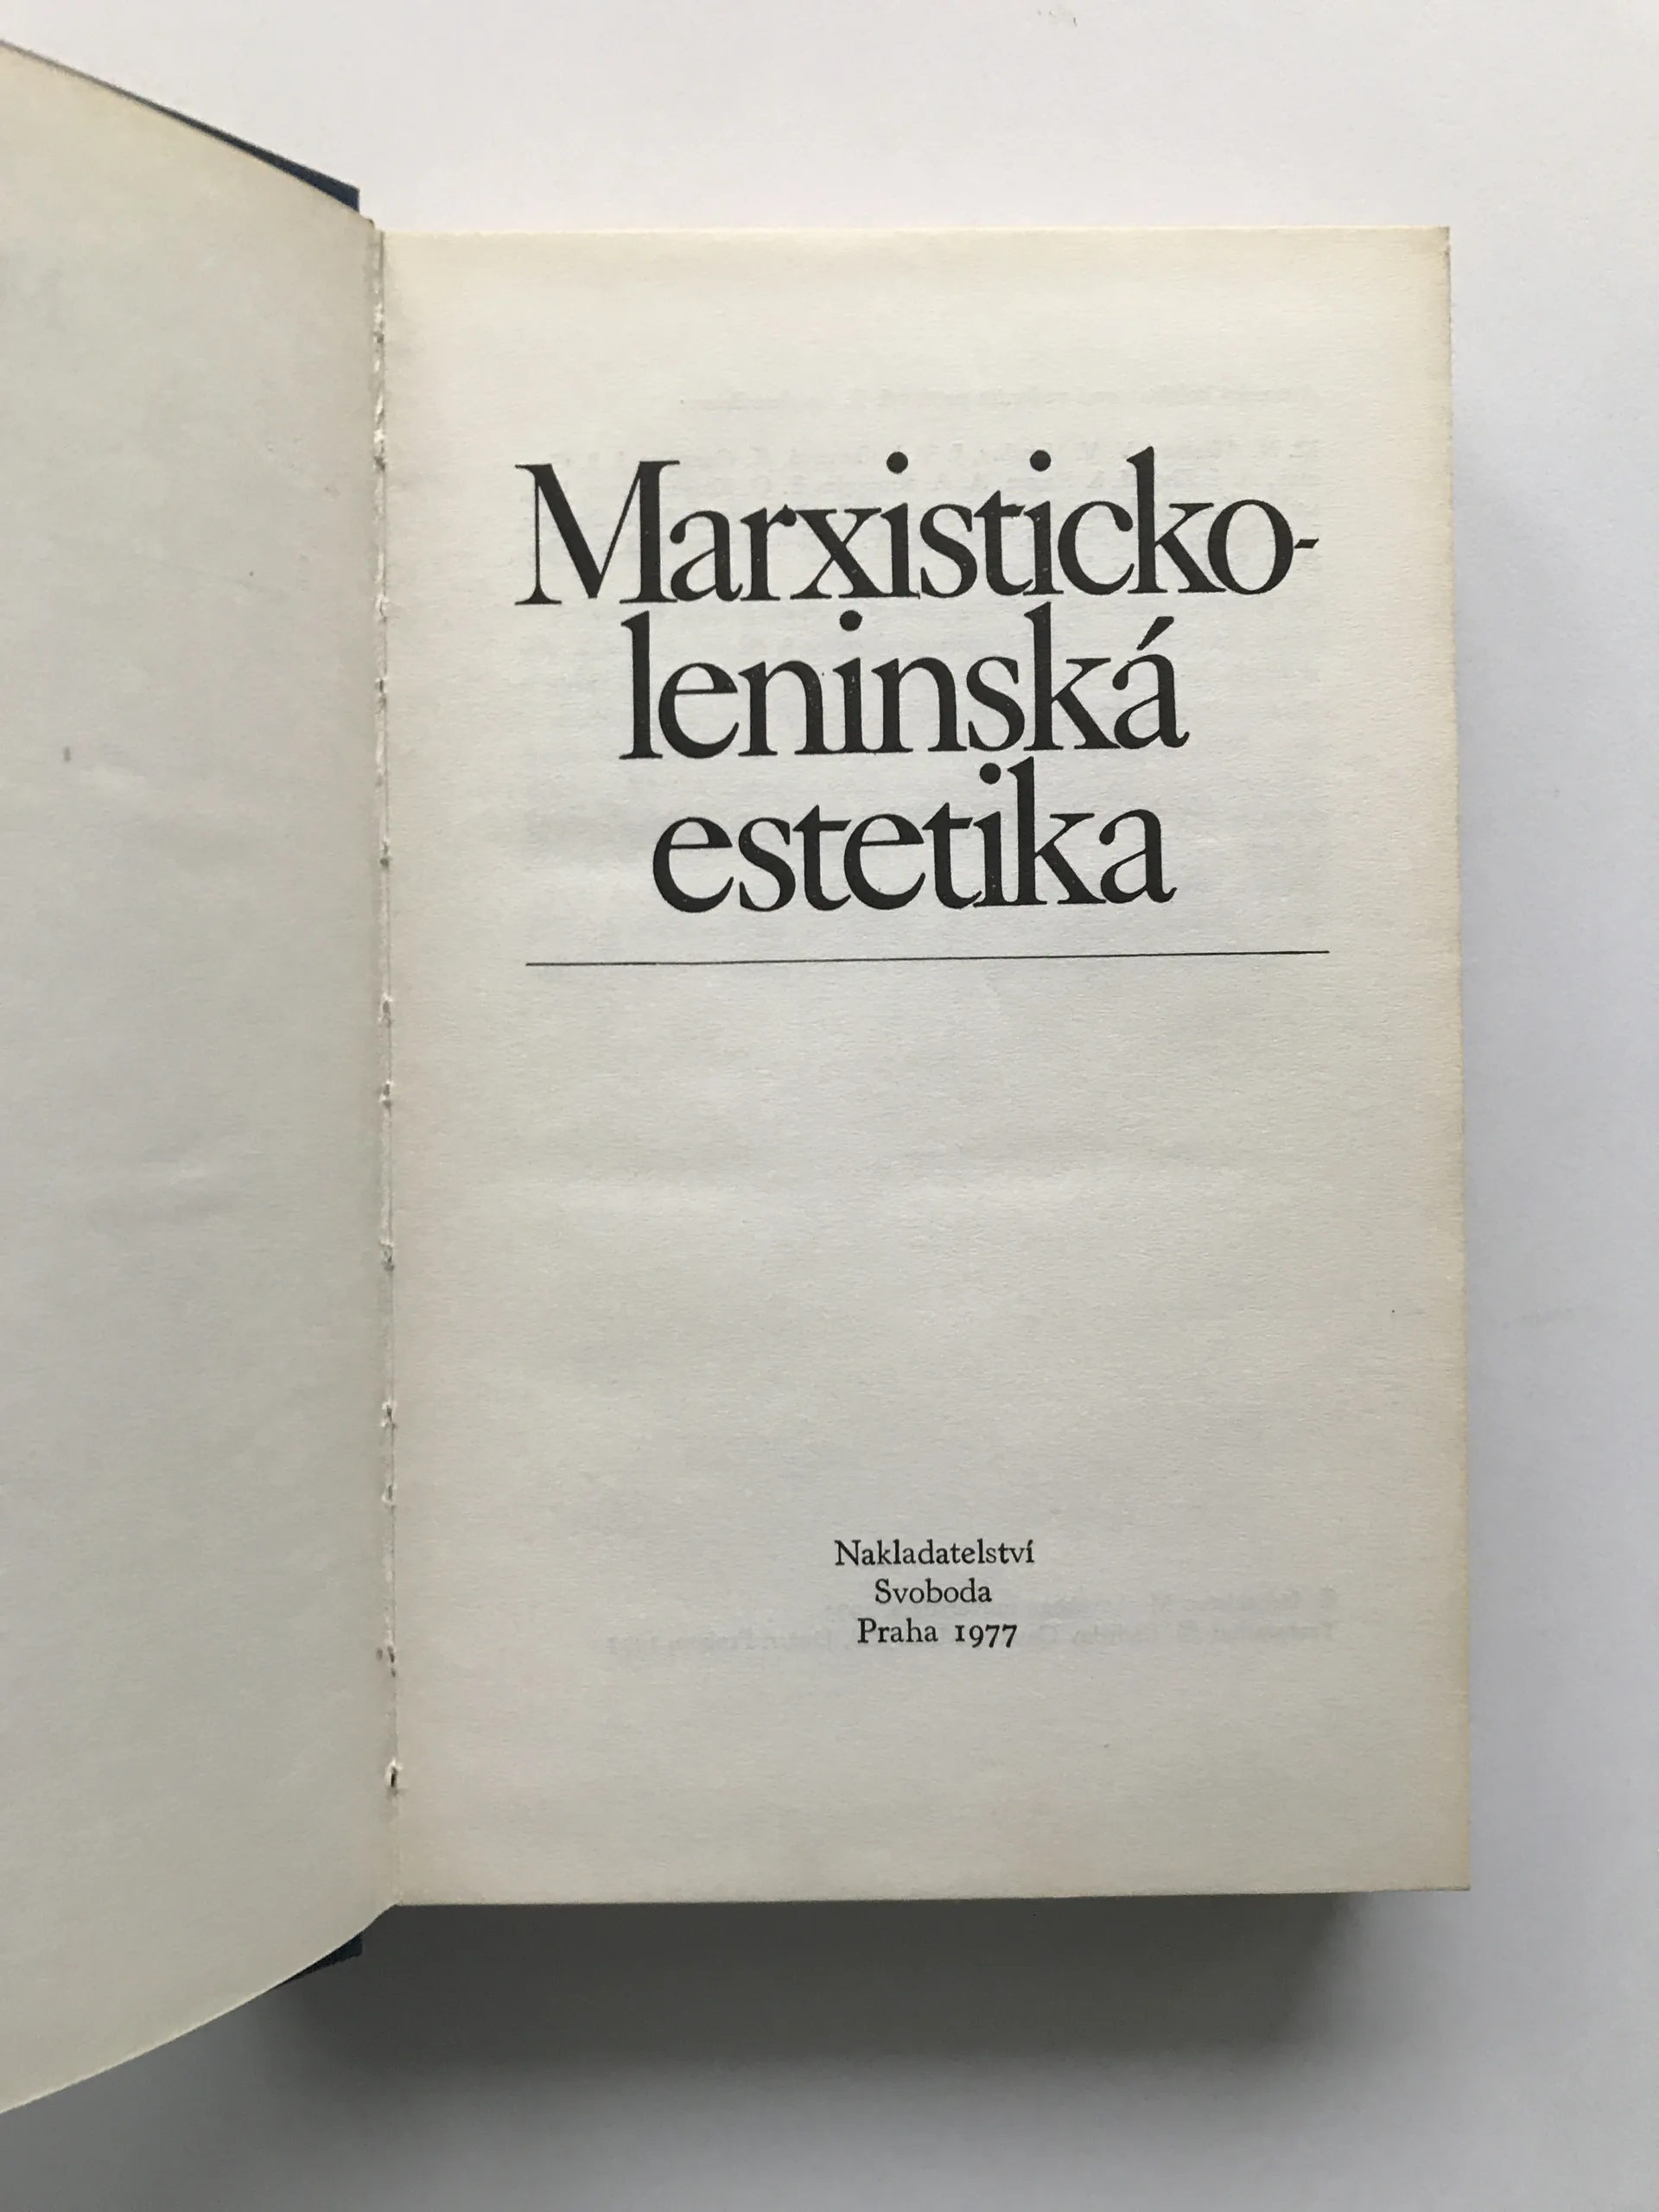 Marxisticko-
leninská
estetika
Nakladatelství
Svoboda
Praha 1977